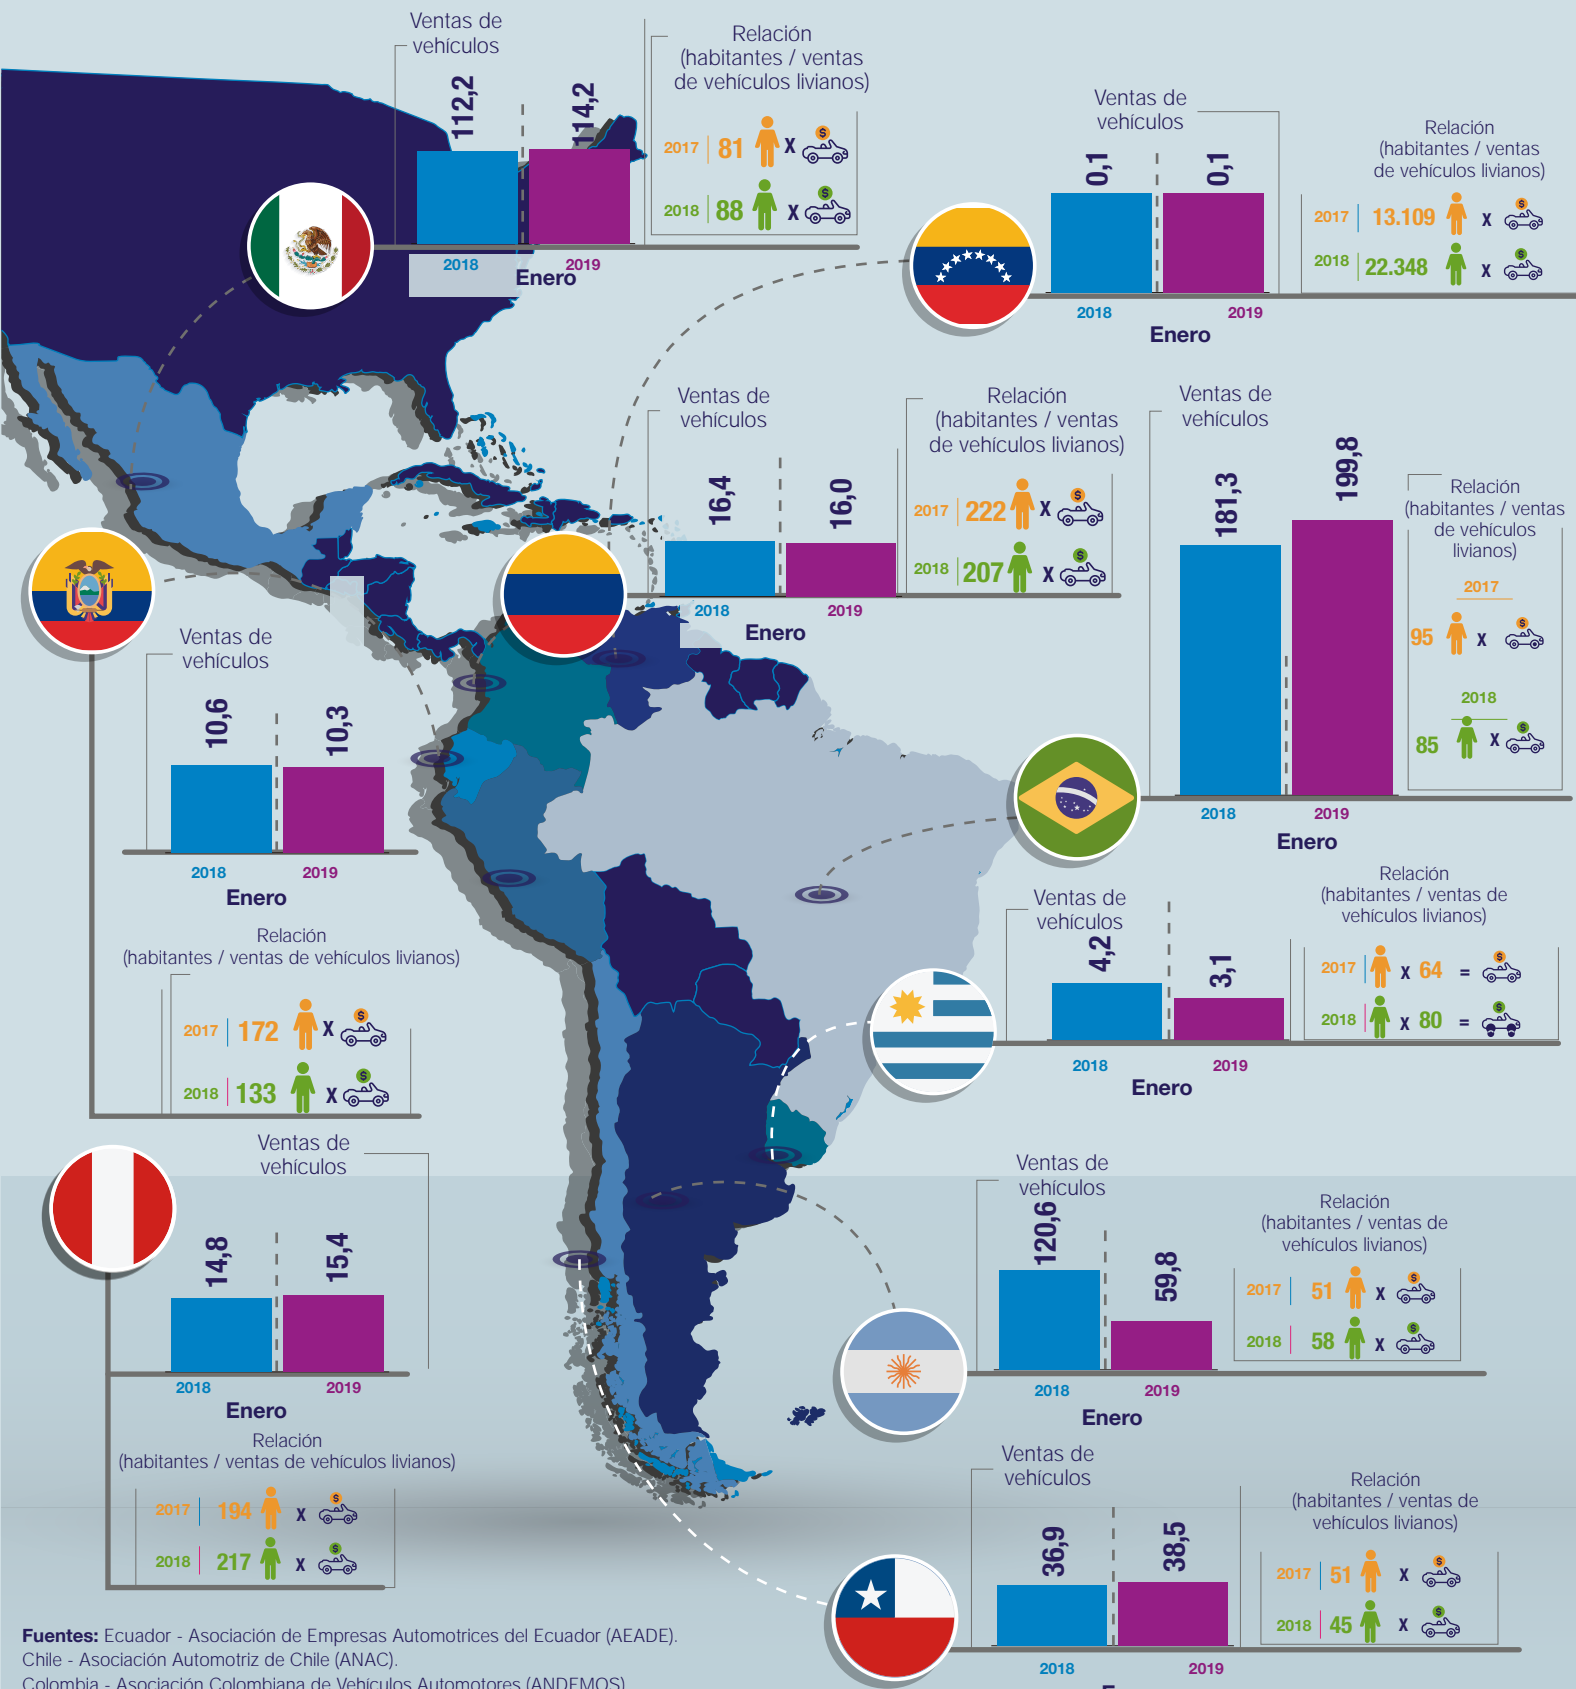 Ventas de
vehículos
112,2
114,2
2018
2019
Enero
Relación
(habitantes / ventas
de vehículos livianos)
2017 81 X $
2018 88 X $
Ventas de
vehículos
0,1
0,1
2018
2019
Enero
Relación
(habitantes / ventas
de vehículos livianos)
2017 13.109 X $
2018 22.348 X $
Ventas de
vehículos
16,4
16,0
2018
2019
Enero
Relación
(habitantes / ventas
de vehículos livianos)
2017 222 X $
2018 207 X $
Ventas de
vehículos
181,3
199,8
2018
2019
Enero
Relación
(habitantes / ventas
de vehículos
livianos)
2017
95 X $
2018
85 X $
Ventas de
vehículos
10,6
10,3
2018
2019
Enero
Relación
(habitantes / ventas de vehículos livianos)
2017 172 X $
2018 133 X $
Ventas de
vehículos
4,2
3,1
2018
2019
Enero
Relación
(habitantes / ventas de
vehículos livianos)
2017 X 64 = $
2018 X 80 = $
Ventas de
vehículos
14,8
15,4
2018
2019
Enero
Relación
(habitantes / ventas de vehículos livianos)
2017 194 X $
2018 217 X $
Ventas de
vehículos
120,6
59,8
2018
2019
Enero
Relación
(habitantes / ventas de
vehículos livianos)
2017 51 X $
2018 58 X $
Ventas de
vehículos
36,9
38,5
2018
2019
Relación
(habitantes / ventas de
vehículos livianos)
2017 51 X $
2018 45 X $
Fuentes: Ecuador - Asociación de Empresas Automotrices del Ecuador (AEADE).
Chile - Asociación Automotriz de Chile (ANAC).
Colombia - Asociación Colombiana de Vehículos Automotores (ANDEMOS)